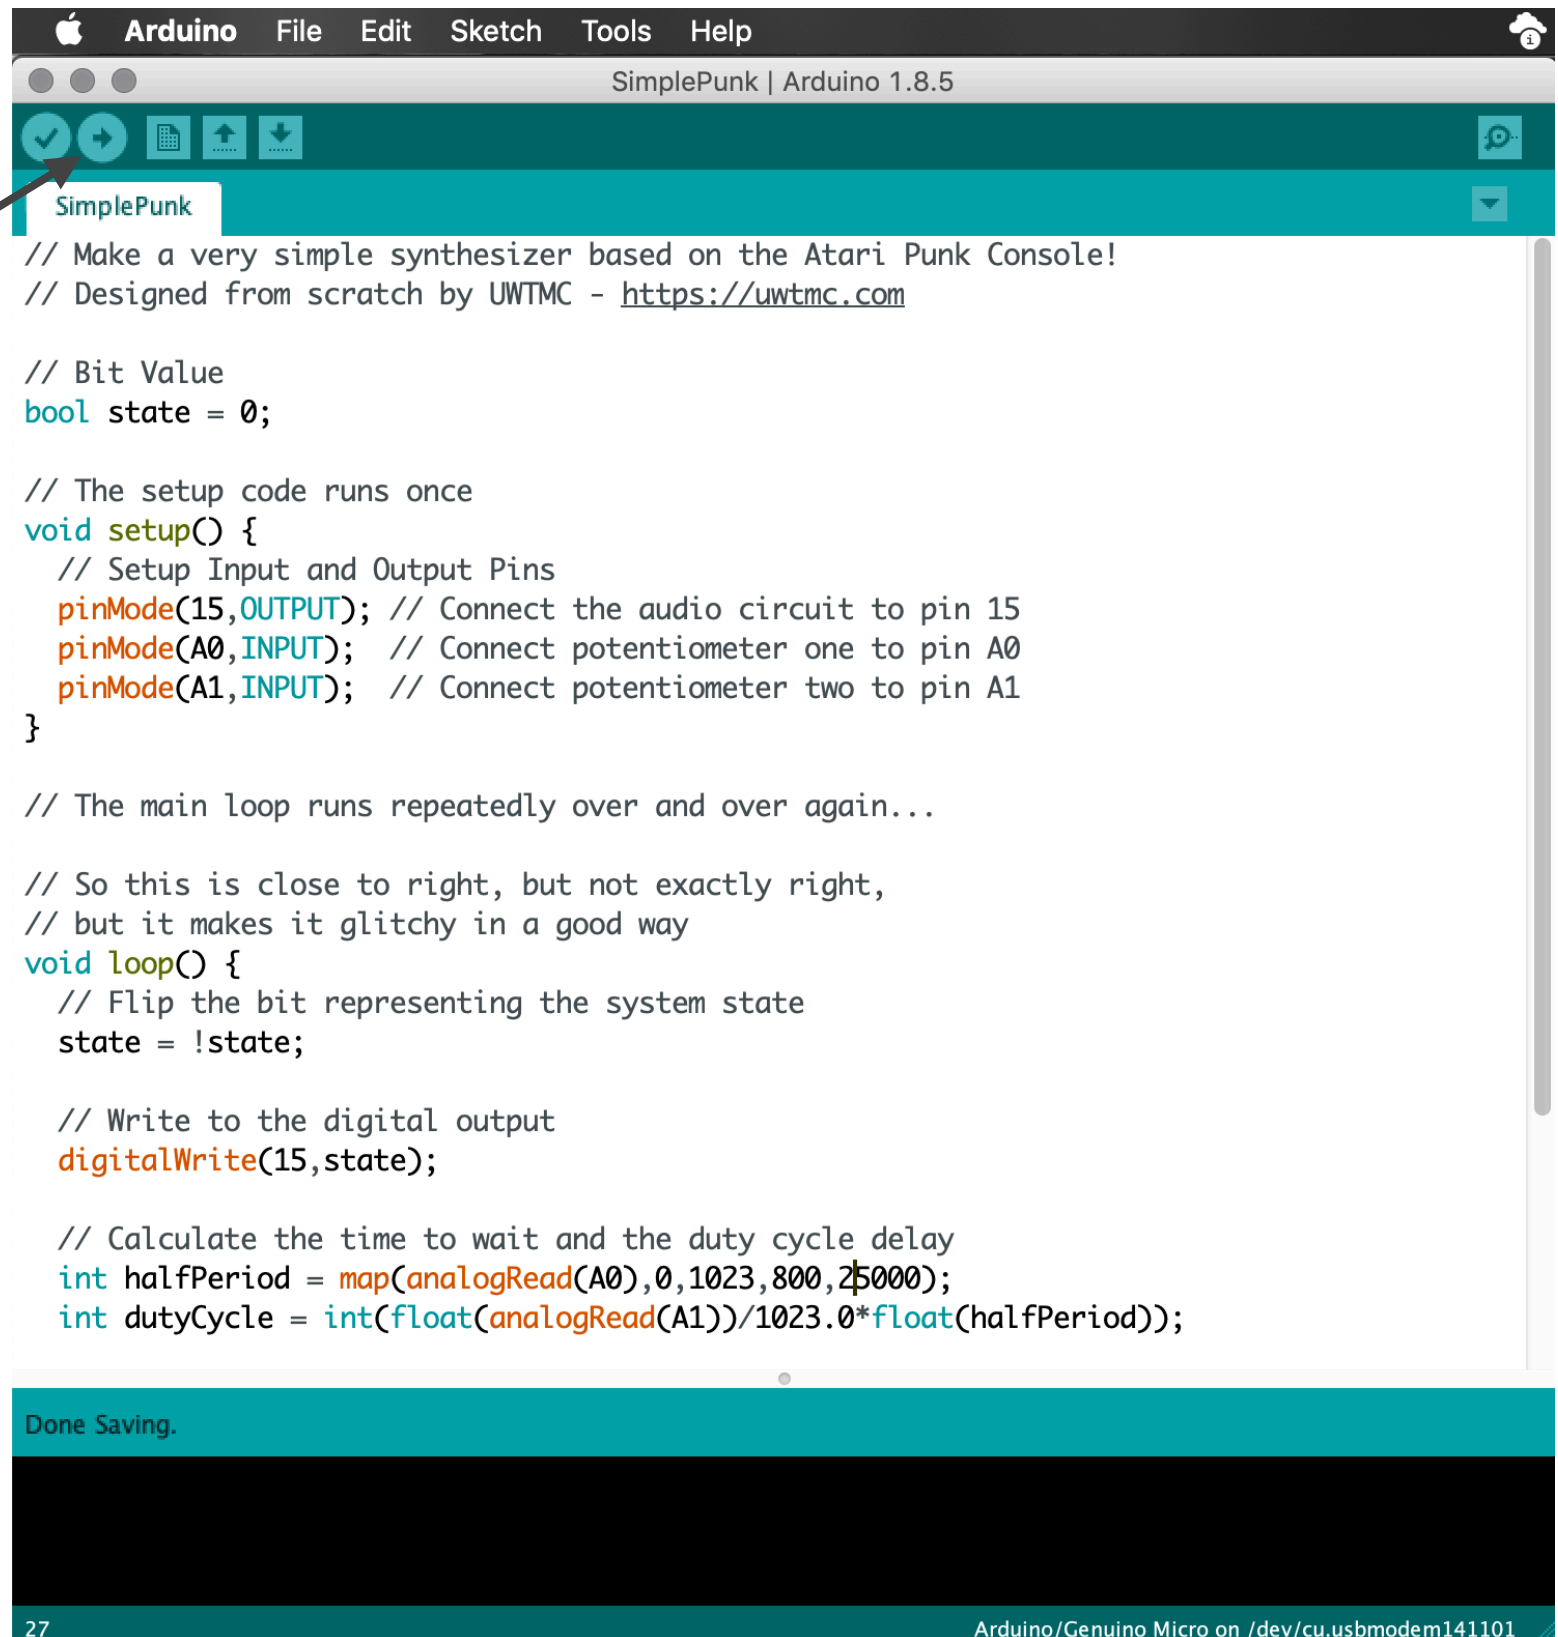 Arduino File Edit Sketch Tools Help
SimplePunk | Arduino 1.8.5
SimplePunk
// Make a very simple synthesizer based on the Atari Punk Console!
// Designed from scratch by UWTMC - https://uwtmc.com
// Bit Value
bool state = 0;
// The setup code runs once
void setup() {
// Setup Input and Output Pins
pinMode(15,OUTPUT); // Connect the audio circuit to pin 15
pinMode(A0,INPUT); // Connect potentiometer one to pin A0
pinMode(A1,INPUT); // Connect potentiometer two to pin A1
}
// The main loop runs repeatedly over and over again...
// So this is close to right, but not exactly right,
// but it makes it glitchy in a good way
void loop() {
// Flip the bit representing the system state
state = !state;
// Write to the digital output
digitalWrite(15,state);
// Calculate the time to wait and the duty cycle delay
int halfPeriod = map(analogRead(A0),0,1023,800,25000);
int dutyCycle = int(float(analogRead(A1))/1023.0*float(halfPeriod));
Done Saving.
27 Arduino/Genuino Micro on /dev/cu.usbmodem141101